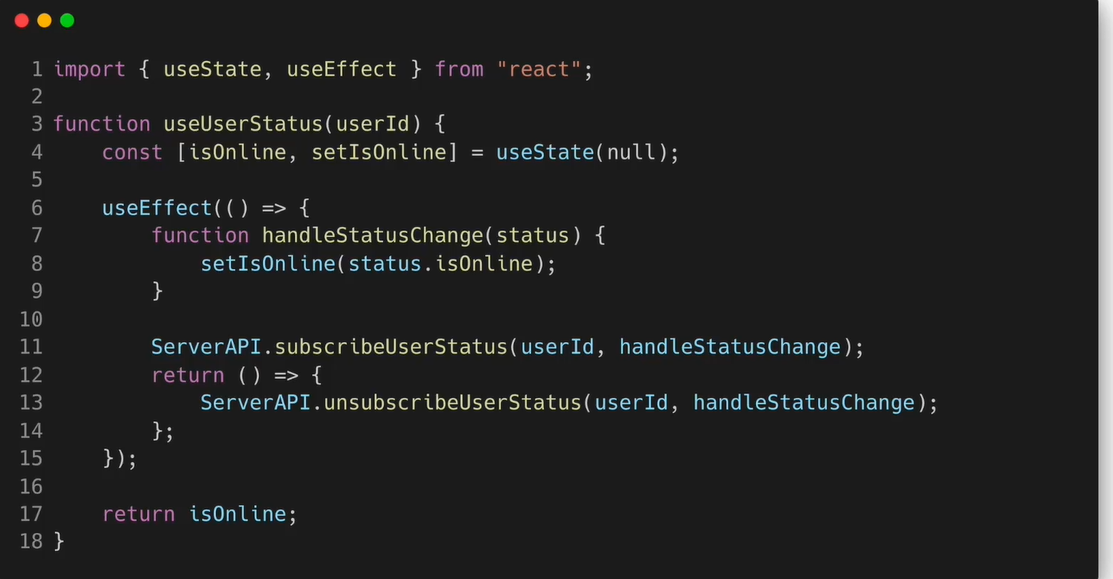 1 import { useState, useEffect } from "react";
2
3 function useUserStatus(userId) {
4     const [isOnline, setIsOnline] = useState(null);
5
6     useEffect(() => {
7         function handleStatusChange(status) {
8             setIsOnline(status.isOnline);
9         }
10
11         ServerAPI.subscribeUserStatus(userId, handleStatusChange);
12         return () => {
13             ServerAPI.unsubscribeUserStatus(userId, handleStatusChange);
14         };
15     });
16
17     return isOnline;
18 }